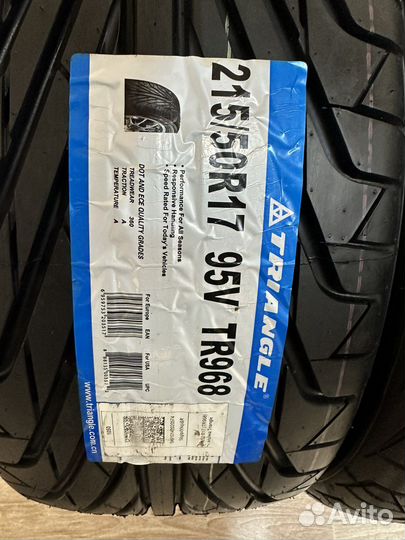 TRIANGLE
215/50R17 95V TR968
Performance For All Seasons
Responsive Handling
Speed Rated For Today's Vehicles
DOT AND ECE QUALITY GRADES
TREADWEAR 360
TRACTION A
TEMPERATURE A
For Europe EAN
For USA UPC
www.triangle.com.cn
Avito